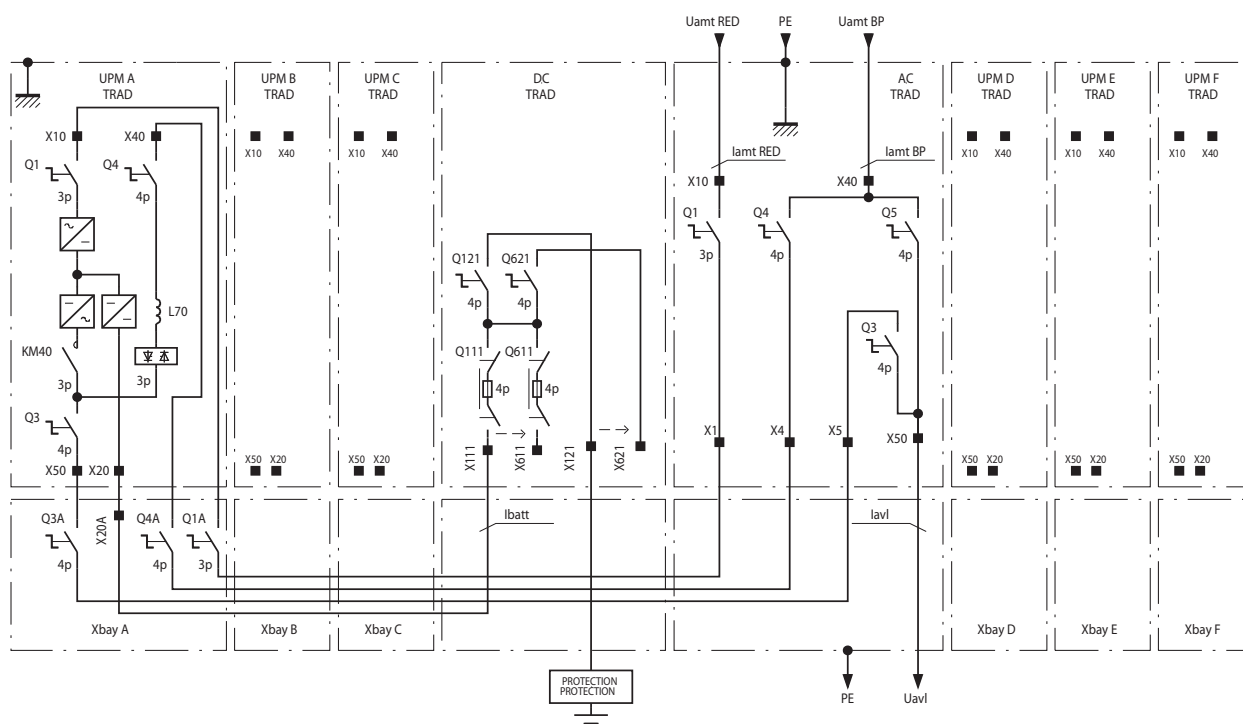 Uamt RED PE Uamt BP
UPM A TRAD
UPM B TRAD
UPM C TRAD
DC TRAD
AC TRAD
UPM D TRAD
UPM E TRAD
UPM F TRAD
X10 X40
X10 X40
X10 X40
X10 X40
X10 X40
X10 X40
Iamt RED Iamt BP
Q1 Q4
3p 4p
X10 X40
Q1 Q4 Q5
3p 4p 4p
Q121 Q621
4p 4p
L70
KM40
3p 3p
Q111 Q611
4p 4p
Q3
4p
Q3
4p
X50 X20
X50 X20
X50 X20
X111 X611 X121 X621
X1 X4 X5 X50
X50 X20
X50 X20
X50 X20
Q3A X20A Q4A Q1A
4p 4p 3p
Ibatt
Iavl
Xbay A Xbay B Xbay C Xbay D Xbay E Xbay F
PROTECTION
PROTECTION
PE Uavl